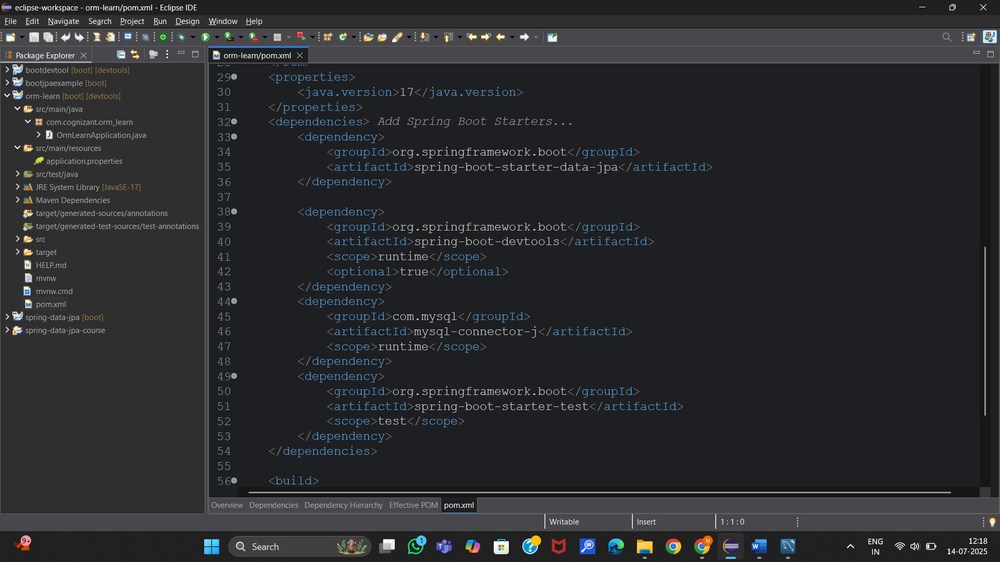 eclipse-workspace - orm-learn/pom.xml - Eclipse IDE
File Edit Navigate Search Project Run Design Window Help
Package Explorer
bootdevtool [boot] [devtools]
bootjpaexample [boot]
orm-learn [boot] [devtools]
src/main/java
com.cognizant.orm_learn
OrmLearnApplication.java
src/main/resources
application.properties
src/test/java
JRE System Library [JavaSE-17]
Maven Dependencies
target/generated-sources/annotations
target/generated-test-sources/test-annotations
src
target
HELP.md
mvnw
mvnw.cmd
pom.xml
spring-data-jpa [boot]
spring-data-jpa-course
orm-learn/pom.xml
29 <properties>
30 <java.version>17</java.version>
31 </properties>
32 <dependencies> Add Spring Boot Starters...
33 <dependency>
34 <groupId>org.springframework.boot</groupId>
35 <artifactId>spring-boot-starter-data-jpa</artifactId>
36 </dependency>
37
38 <dependency>
39 <groupId>org.springframework.boot</groupId>
40 <artifactId>spring-boot-devtools</artifactId>
41 <scope>runtime</scope>
42 <optional>true</optional>
43 </dependency>
44 <dependency>
45 <groupId>com.mysql</groupId>
46 <artifactId>mysql-connector-j</artifactId>
47 <scope>runtime</scope>
48 </dependency>
49 <dependency>
50 <groupId>org.springframework.boot</groupId>
51 <artifactId>spring-boot-starter-test</artifactId>
52 <scope>test</scope>
53 </dependency>
54 </dependencies>
55
56 <build>
Overview Dependencies Dependency Hierarchy Effective POM pom.xml
Writable Insert 1 : 1 : 0
9+
Search
1
N
ENG
IN
12:18
14-07-2025